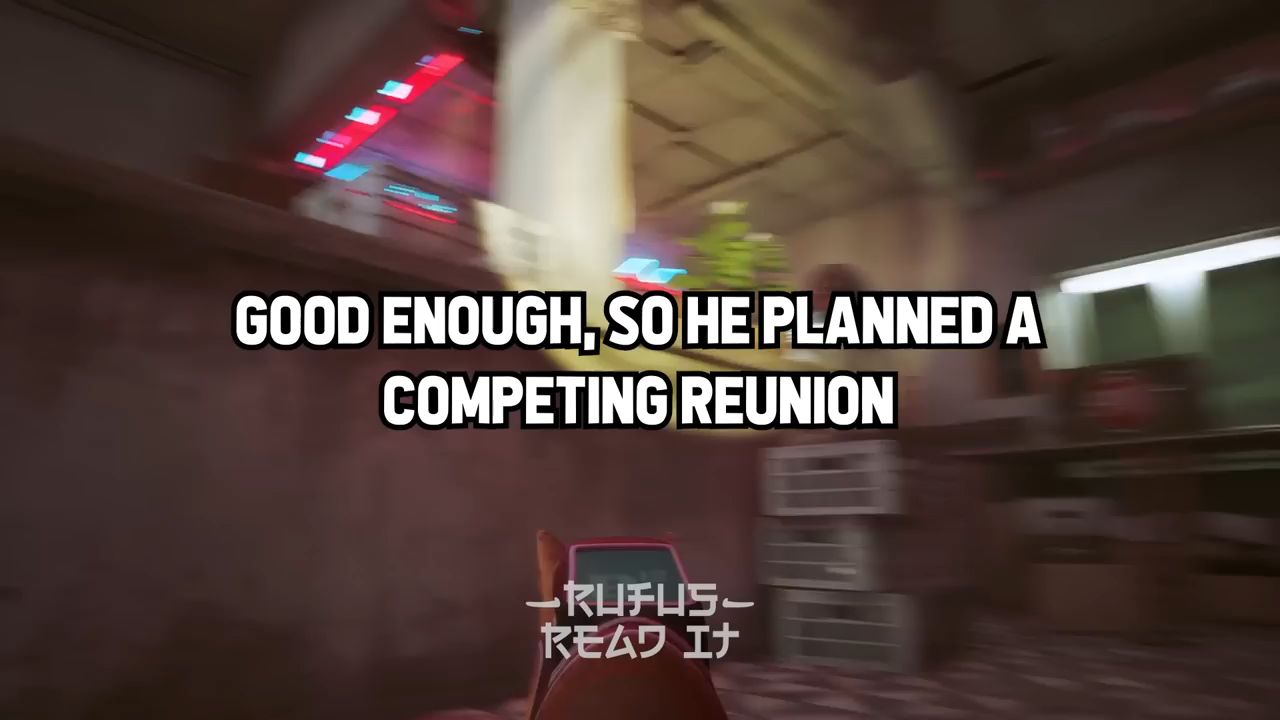 GOOD ENOUGH, SO HE PLANNED A
COMPETING REUNION
RUFUS
READ IT